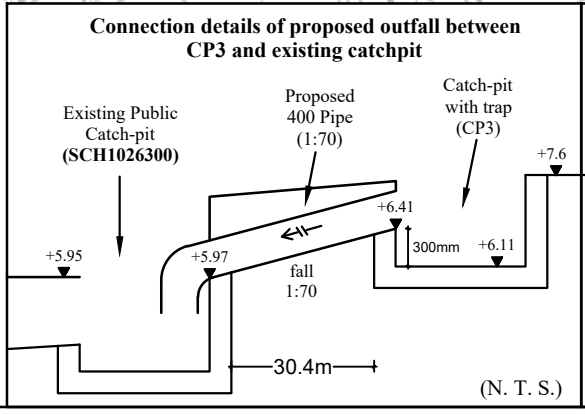 Connection details of proposed outfall between
CP3 and existing catchpit
Existing Public
Catch-pit
(SCH1026300)
Proposed
400 Pipe
(1:70)
Catch-pit
with trap
(CP3)
+7.6
+6.41
+5.95
+5.97
300mm
+6.11
fall
1:70
30.4m
(N. T. S.)